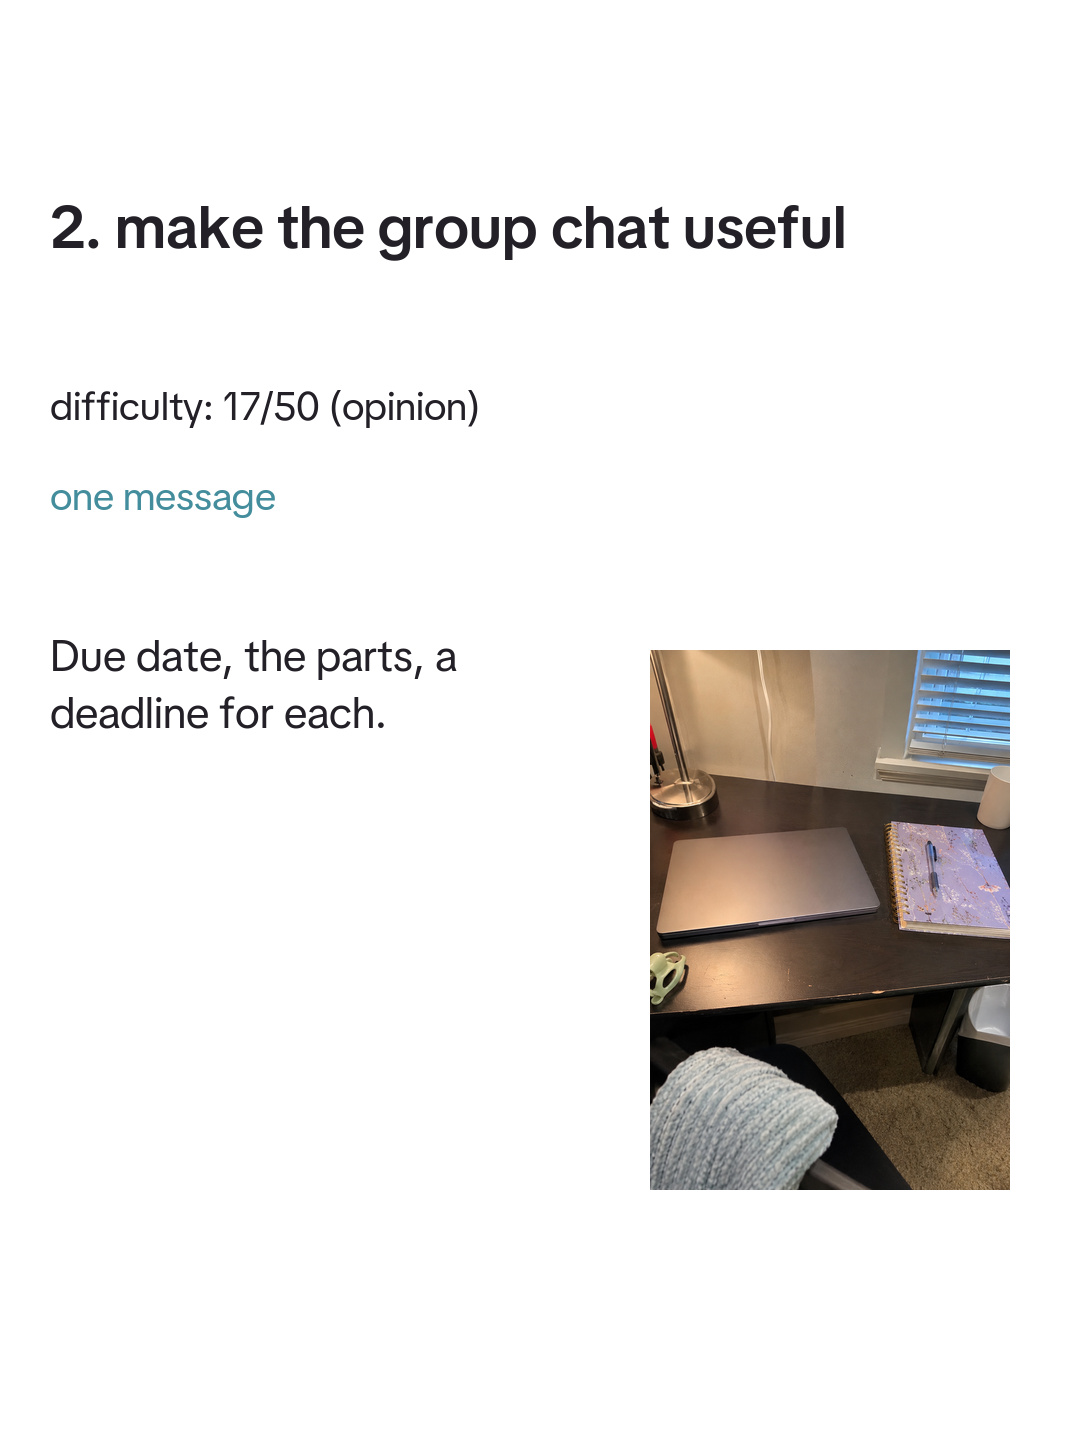 2. make the group chat useful
difficulty: 17/50 (opinion)
one message
Due date, the parts, a
deadline for each.